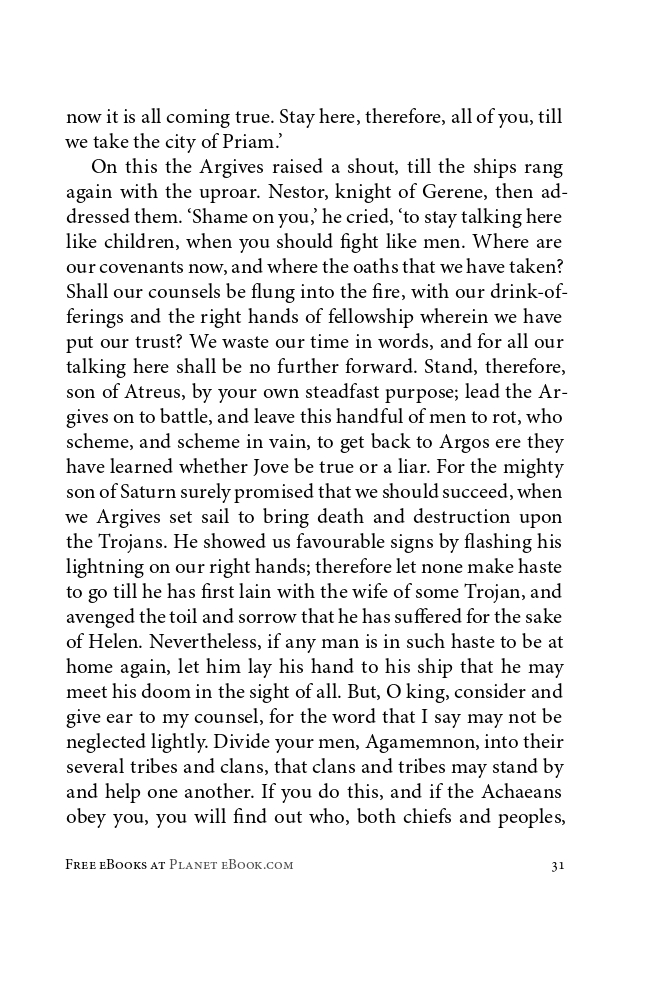 now it is all coming true. Stay here, therefore, all of you, till
we take the city of Priam.’
On this the Argives raised a shout, till the ships rang
again with the uproar. Nestor, knight of Gerene, then ad-
dressed them. ‘Shame on you,’ he cried, ‘to stay talking here
like children, when you should fight like men. Where are
our covenants now, and where the oaths that we have taken?
Shall our counsels be flung into the fire, with our drink-of-
ferings and the right hands of fellowship wherein we have
put our trust? We waste our time in words, and for all our
talking here shall be no further forward. Stand, therefore,
son of Atreus, by your own steadfast purpose; lead the Ar-
gives on to battle, and leave this handful of men to rot, who
scheme, and scheme in vain, to get back to Argos ere they
have learned whether Jove be true or a liar. For the mighty
son of Saturn surely promised that we should succeed, when
we Argives set sail to bring death and destruction upon
the Trojans. He showed us favourable signs by flashing his
lightning on our right hands; therefore let none make haste
to go till he has first lain with the wife of some Trojan, and
avenged the toil and sorrow that he has suffered for the sake
of Helen. Nevertheless, if any man is in such haste to be at
home again, let him lay his hand to his ship that he may
meet his doom in the sight of all. But, O king, consider and
give ear to my counsel, for the word that I say may not be
neglected lightly. Divide your men, Agamemnon, into their
several tribes and clans, that clans and tribes may stand by
and help one another. If you do this, and if the Achaeans
obey you, you will find out who, both chiefs and peoples,
Free eBooks at Planet eBook.com 31